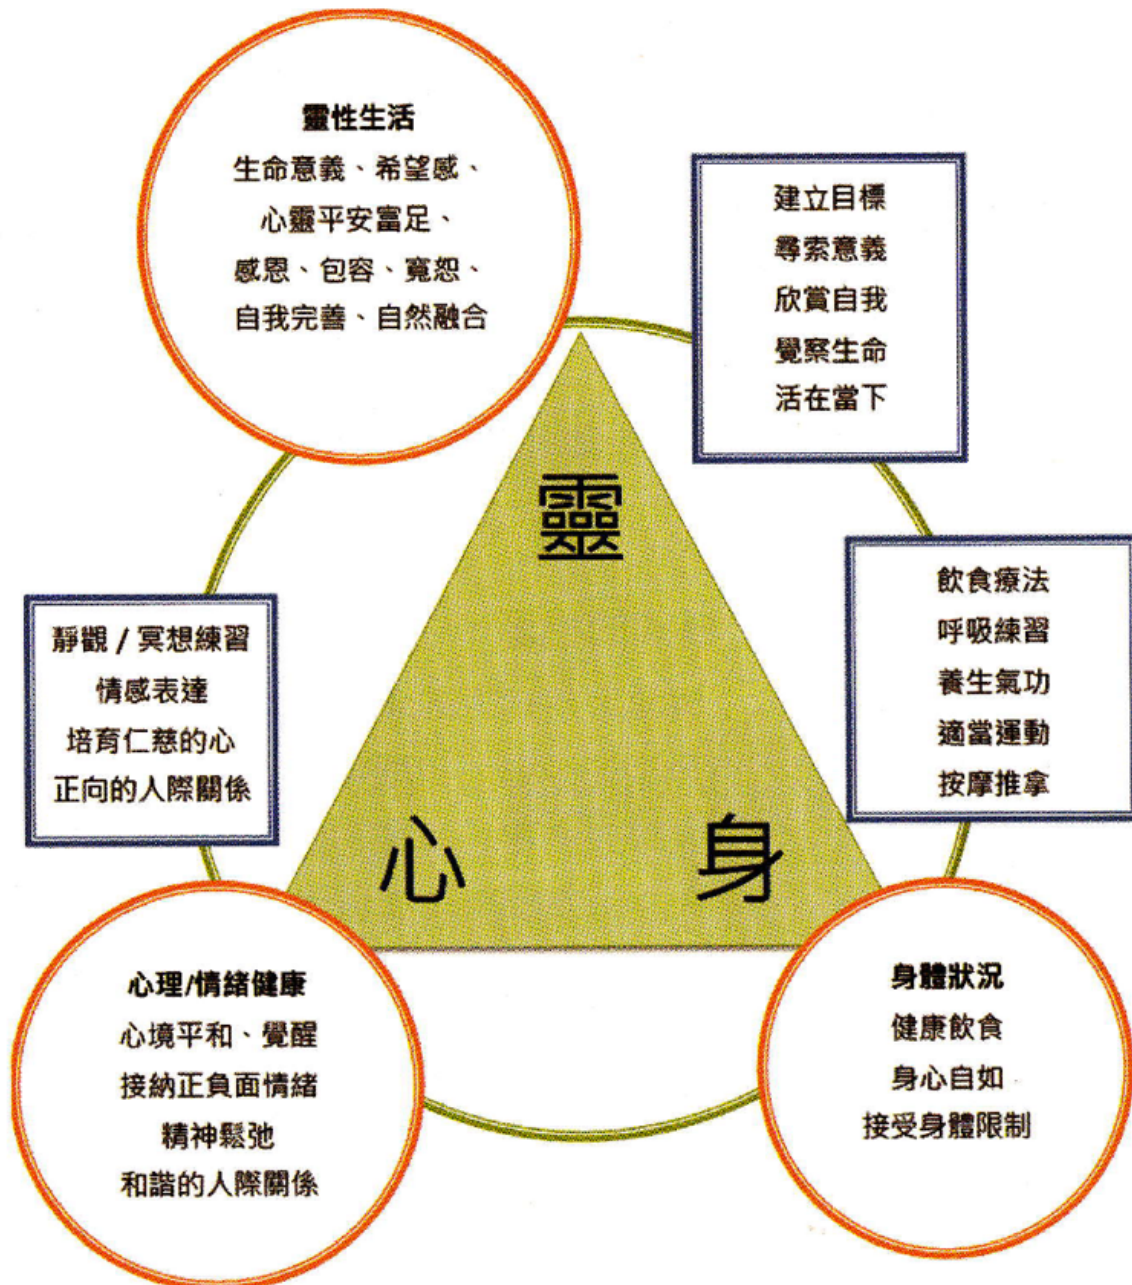 靈性生活
生命意義、希望感、
心靈平安富足、
感恩、包容、寬恕、
自我完善、自然融合
建立目標
尋索意義
欣賞自我
覺察生命
活在當下
靈
靜觀 / 冥想練習
情感表達
培育仁慈的心
正向的人際關係
飲食療法
呼吸練習
養生氣功
適當運動
按摩推拿
心
身
心理/情緒健康
心境平和、覺醒
接納正負面情緒
精神鬆弛
和諧的人際關係
身體狀況
健康飲食
身心自如
接受身體限制